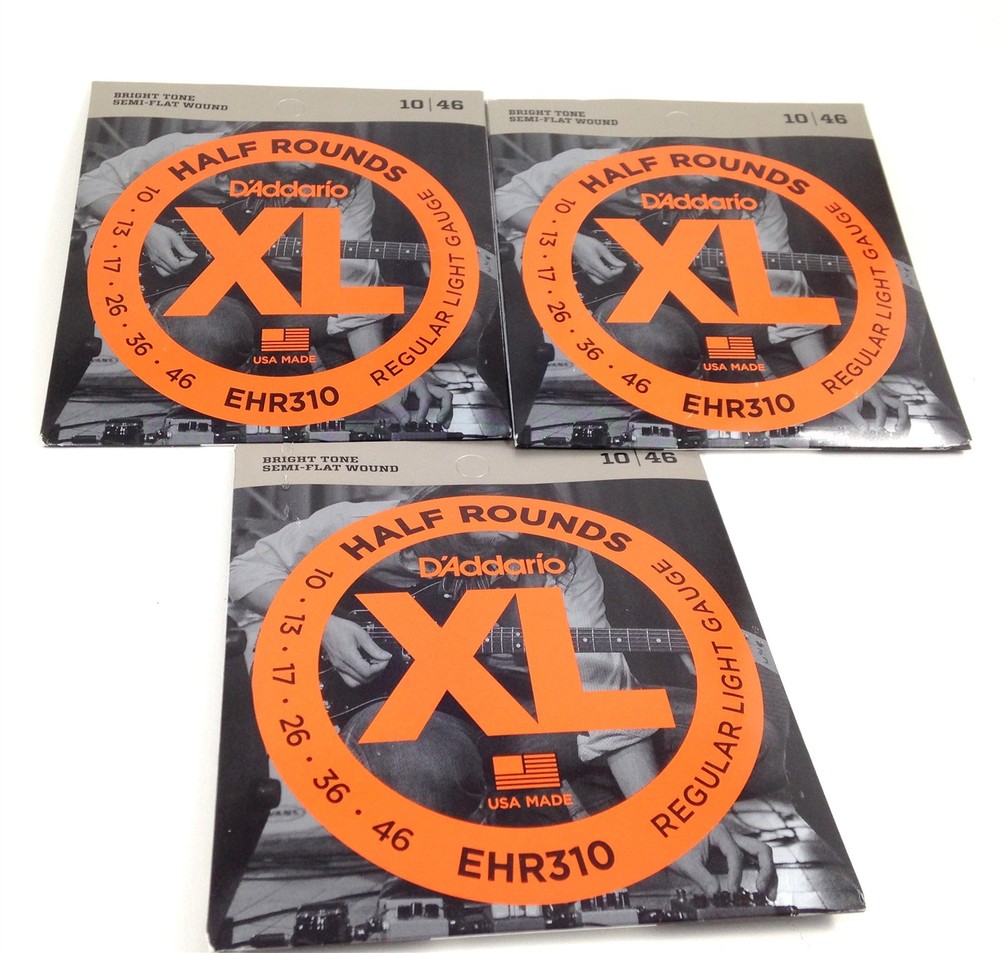 BRIGHT TONE
SEMI-FLAT WOUND
10 | 46
HALF ROUNDS
D'Addario
XL
10 · 13 · 17 · 26 · 36 · 46
REGULAR LIGHT GAUGE
USA MADE
EHR310
BRIGHT TONE
SEMI-FLAT WOUND
10 | 46
HALF ROUNDS
D'Addario
XL
10 · 13 · 17 · 26 · 36 · 46
REGULAR LIGHT GAUGE
USA MADE
EHR310
BRIGHT TONE
SEMI-FLAT WOUND
10 | 46
HALF ROUNDS
D'Addario
XL
10 · 13 · 17 · 26 · 36 · 46
REGULAR LIGHT GAUGE
USA MADE
EHR310